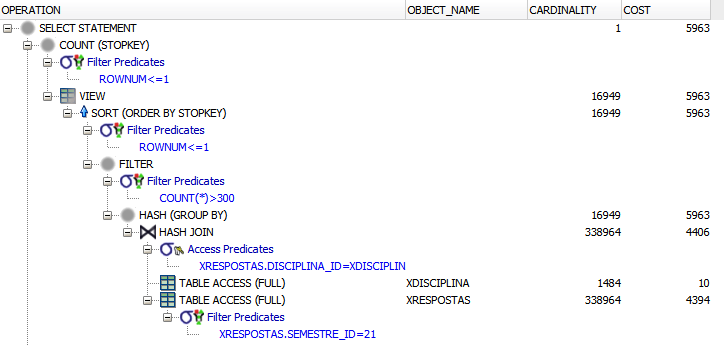 OPERATION OBJECT_NAME CARDINALITY COST
SELECT STATEMENT 1 5963
COUNT (STOPKEY)
Filter Predicates
ROWNUM<=1
VIEW 16949 5963
SORT (ORDER BY STOPKEY) 16949 5963
Filter Predicates
ROWNUM<=1
FILTER
Filter Predicates
COUNT(*)>300
HASH (GROUP BY) 16949 5963
HASH JOIN 338964 4406
Access Predicates
XRESPOSTAS.DISCIPLINA_ID=XDISCIPLIN
TABLE ACCESS (FULL) XDISCIPLINA 1484 10
TABLE ACCESS (FULL) XRESPOSTAS 338964 4394
Filter Predicates
XRESPOSTAS.SEMESTRE_ID=21